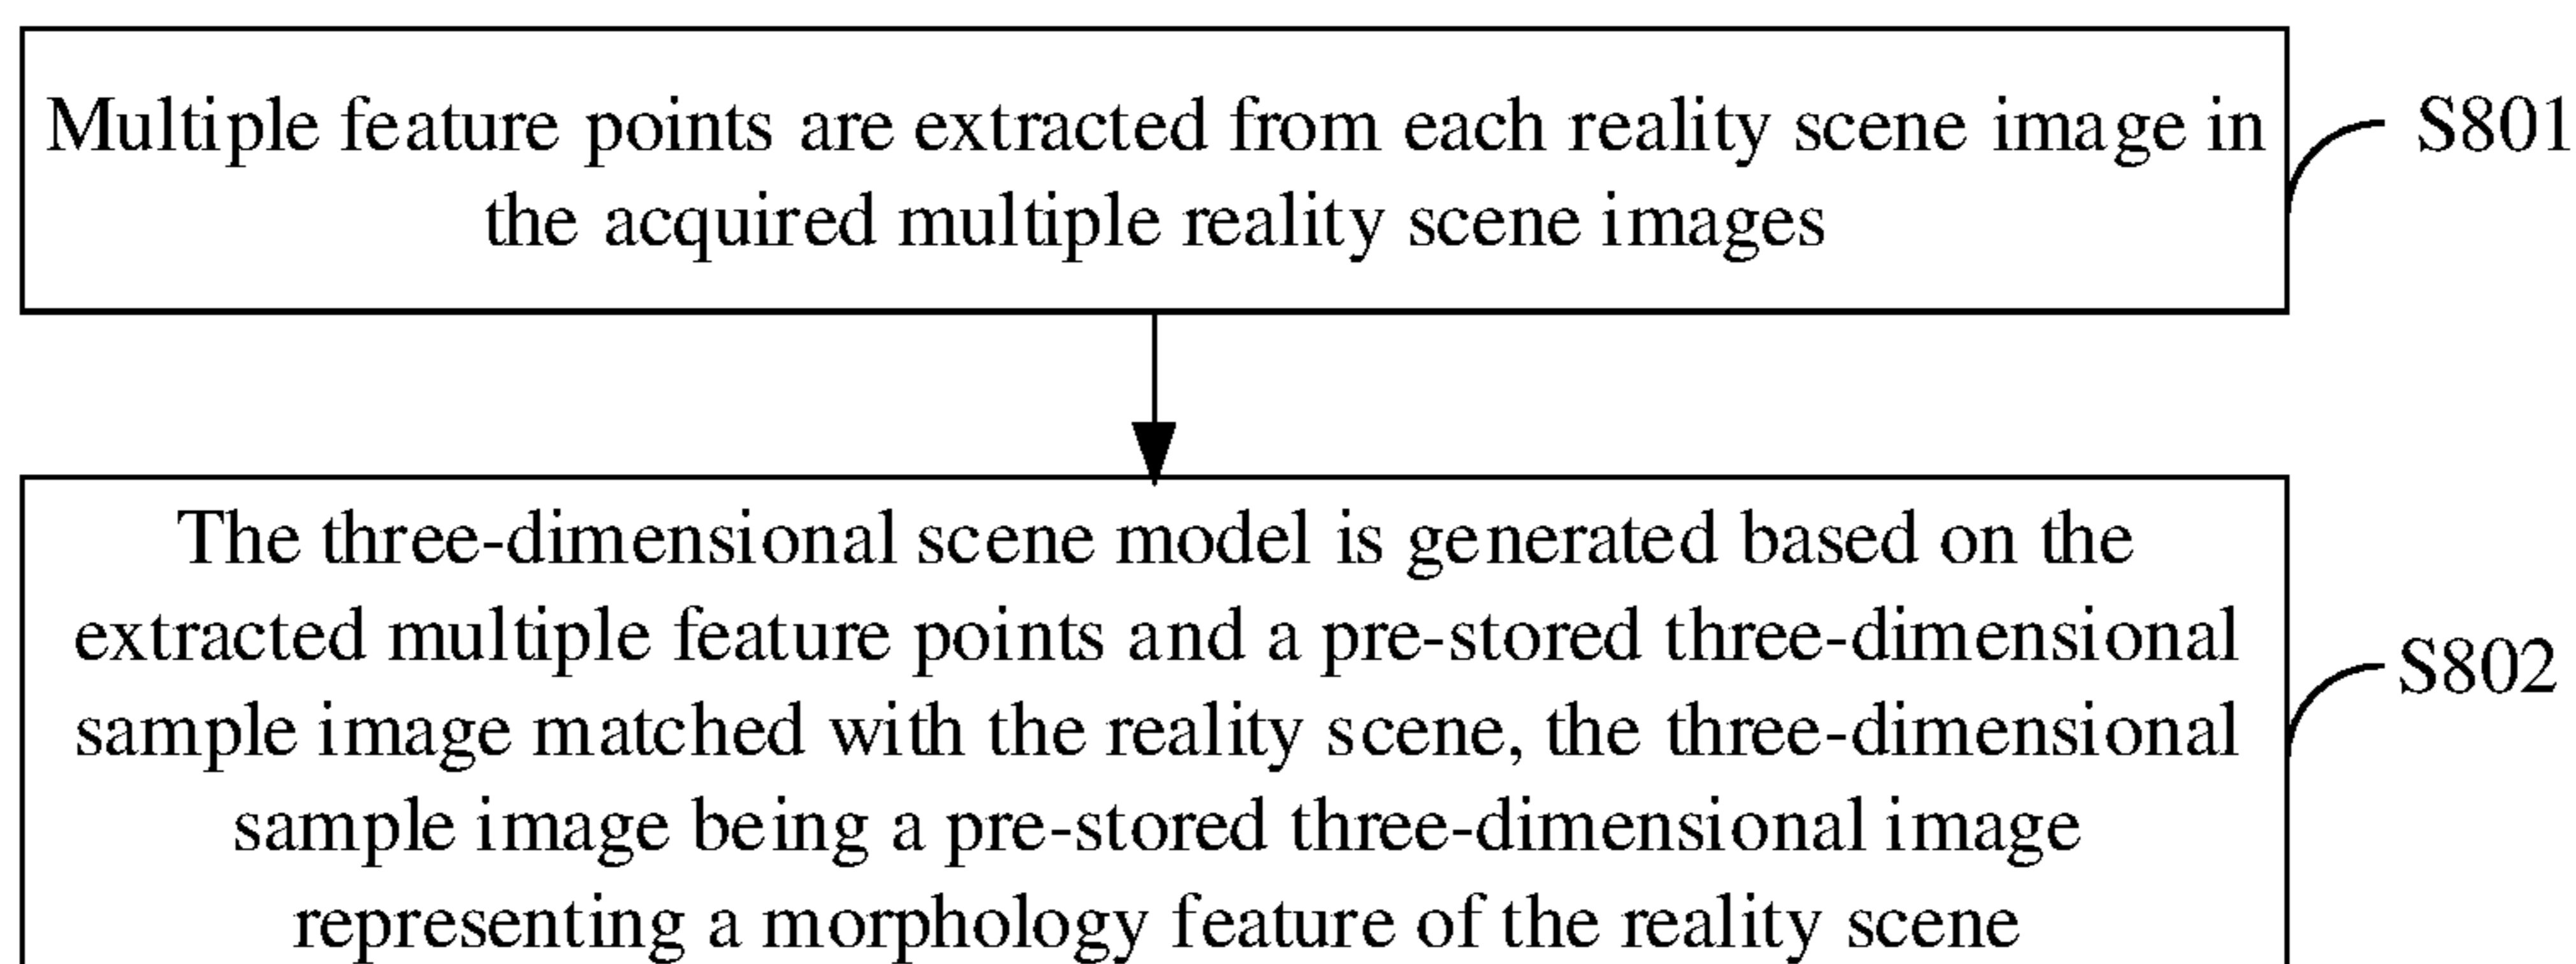 Multiple feature points are extracted from each reality scene image in
the acquired multiple reality scene images
S801
The three-dimensional scene model is generated based on the
extracted multiple feature points and a pre-stored three-dimensional
sample image matched with the reality scene, the three-dimensional
sample image being a pre-stored three-dimensional image
representing a morphology feature of the reality scene
S802